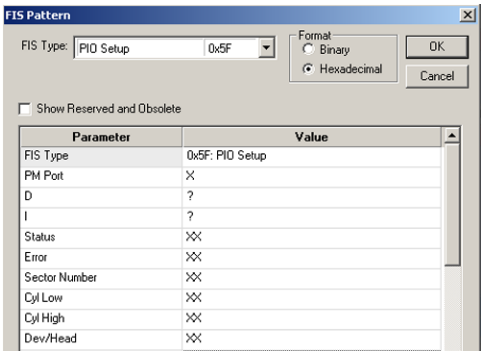 FIS Pattern
FIS Type: PIO Setup 0x5F
Format
Binary
Hexadecimal
OK
Cancel
Show Reserved and Obsolete
Parameter Value
FIS Type 0x5F: PIO Setup
PM Port X
D ?
I ?
Status XX
Error XX
Sector Number XX
Cyl Low XX
Cyl High XX
Dev/Head XX